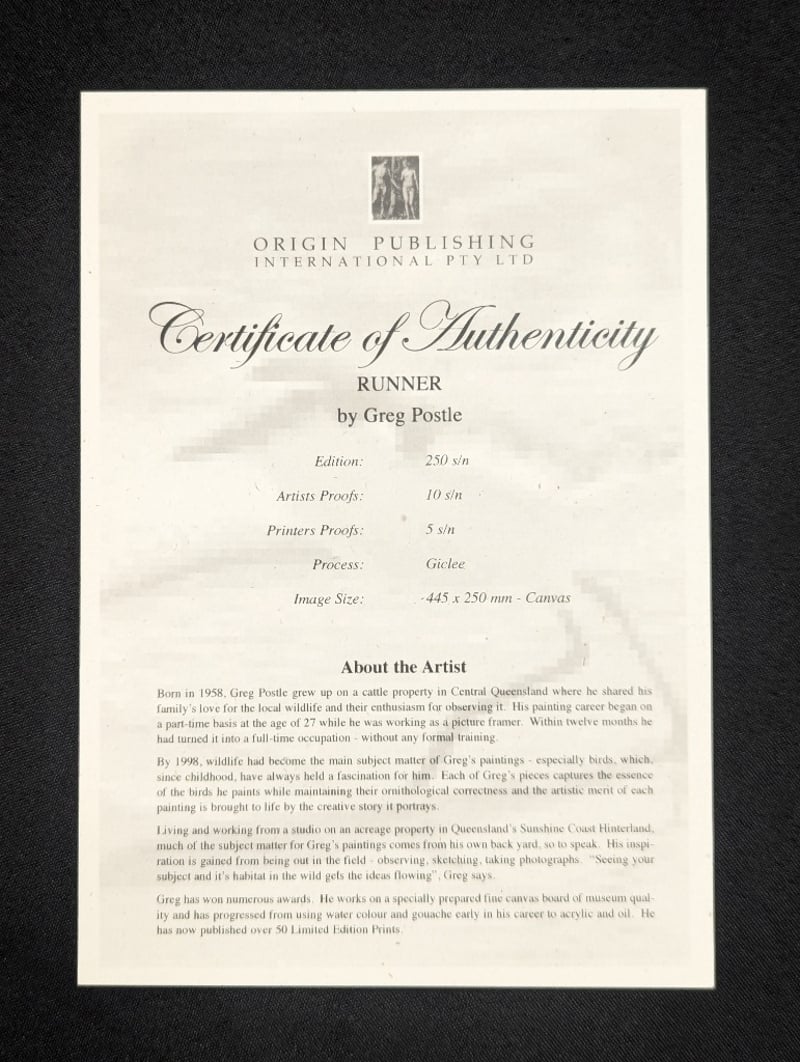 ORIGIN PUBLISHING
INTERNATIONAL PTY LTD
Certificate of Authenticity
RUNNER
by Greg Postle
Edition: 250 s/n
Artists Proofs: 10 s/n
Printers Proofs: 5 s/n
Process: Giclee
Image Size: 445 x 250 mm - Canvas
About the Artist
Born in 1958, Greg Postle grew up on a cattle property in Central Queensland where he shared his
family's love for the local wildlife and their enthusiasm for observing it. His painting career began on
a part-time basis at the age of 27 while he was working as a picture framer. Within twelve months he
had turned it into a full-time occupation - without any formal training.
By 1998, wildlife had become the main subject matter of Greg's paintings - especially birds, which,
since childhood, have always held a fascination for him. Each of Greg's pieces captures the essence
of the birds he paints while maintaining their ornithological correctness and the artistic merit of each
painting is brought to life by the creative story it portrays.
Living and working from a studio on an acreage property in Queensland's Sunshine Coast Hinterland,
much of the subject matter for Greg's paintings comes from his own back yard, so to speak. His inspi-
ration is gained from being out in the field - observing, sketching, taking photographs. "Seeing your
subject and it's habitat in the wild gets the ideas flowing", Greg says.
Greg has won numerous awards. He works on a specially prepared fine canvas board of museum qual-
ity and has progressed from using water colour and gouache early in his career to acrylic and oil. He
has now published over 50 Limited Edition Prints.